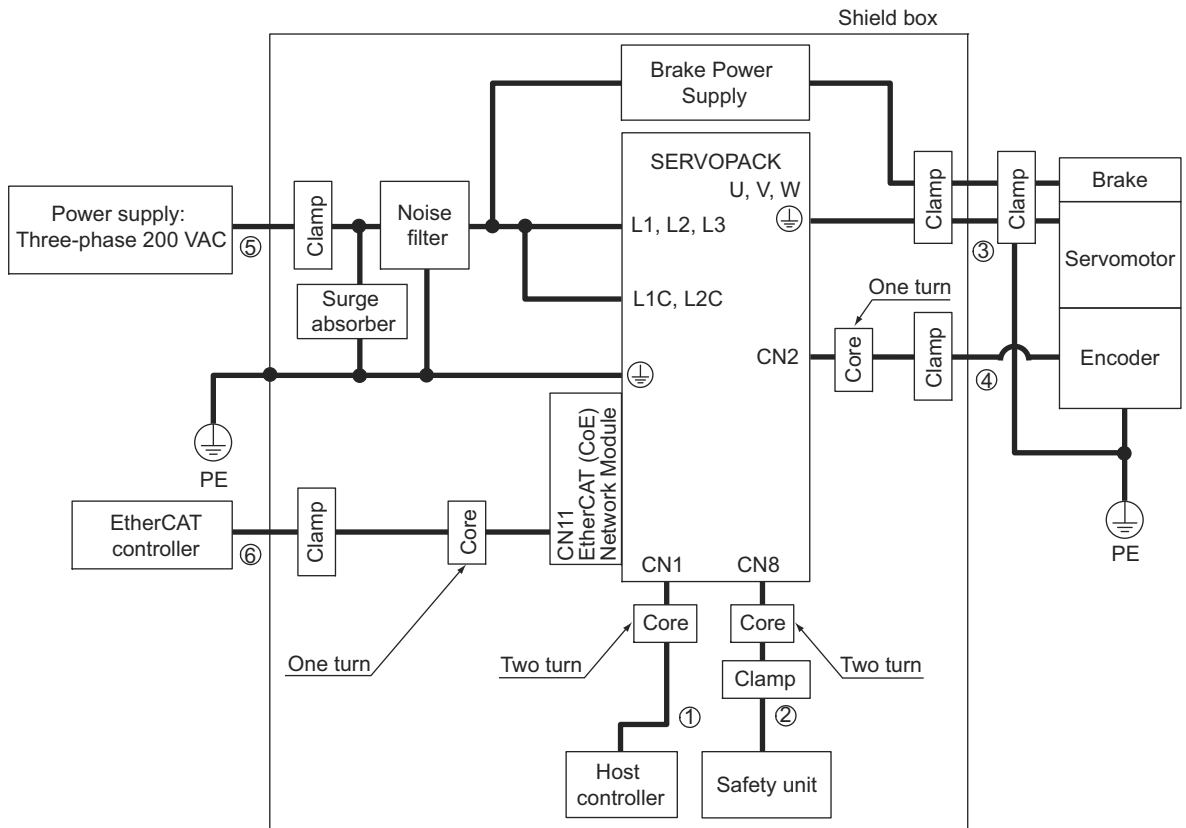 Shield box
Brake Power
Supply
SERVOPACK
U, V, W
Clamp
Clamp
Brake
Power supply:
Three-phase 200 VAC
⑤
Clamp
Noise
filter
L1, L2, L3
③
Servomotor
Surge
absorber
L1C, L2C
One turn
CN2
Core
Clamp
④
Encoder
PE
CN11
EtherCAT (CoE)
Network Module
EtherCAT
controller
⑥
Clamp
Core
PE
CN1
CN8
Core
Core
One turn
Two turn
Two turn
Clamp
①
②
Host
controller
Safety unit